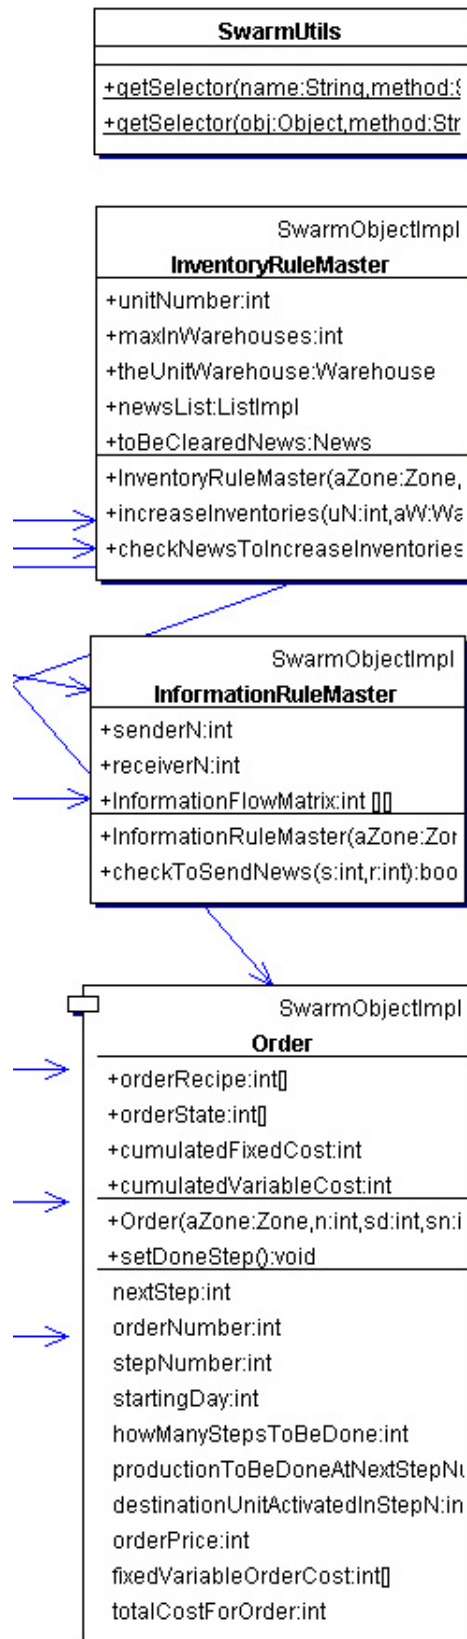 SwarmUtils
+getSelector(name:String,method:S
+getSelector(obj:Object,method:Str
SwarmObjectImpl
InventoryRuleMaster
+unitNumber:int
+maxInWarehouses:int
+theUnitWarehouse:Warehouse
+newsList:ListImpl
+toBeClearedNews:News
+InventoryRuleMaster(aZone:Zone,
+increaseInventories(uN:int,aW:Wa
+checkNewsToIncreaseInventories
SwarmObjectImpl
InformationRuleMaster
+senderN:int
+receiverN:int
+InformationFlowMatrix:int [][]
+InformationRuleMaster(aZone:Zor
+checkToSendNews(s:int,r:int):boo
SwarmObjectImpl
Order
+orderRecipe:int[]
+orderState:int[]
+cumulatedFixedCost:int
+cumulatedVariableCost:int
+Order(aZone:Zone,n:int,sd:int,sn:i
+setDoneStep():void
nextStep:int
orderNumber:int
stepNumber:int
startingDay:int
howManyStepsToBeDone:int
productionToBeDoneAtNextStepNu
destinationUnitActivatedInStepN:in
orderPrice:int
fixedVariableOrderCost:int[]
totalCostForOrder:int